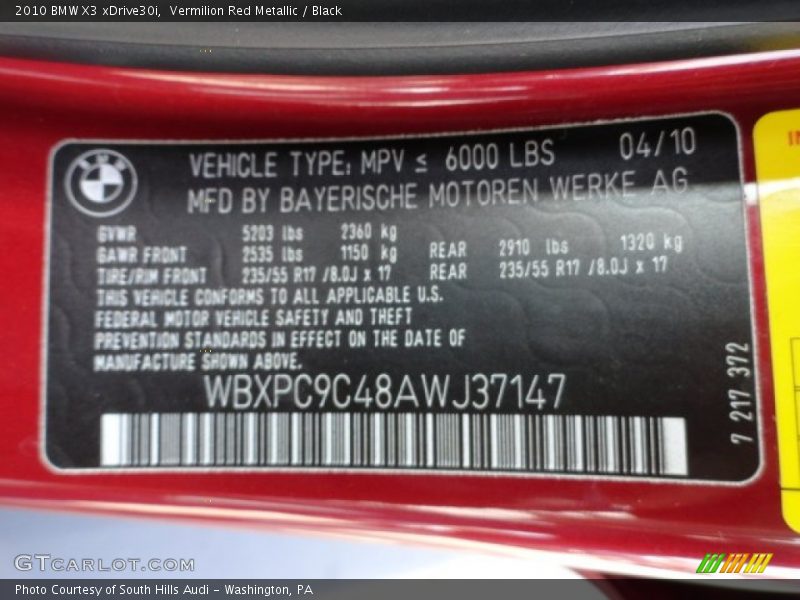 2010 BMW X3 xDrive30i, Vermilion Red Metallic / Black
BMW
VEHICLE TYPE: MPV ≤ 6000 LBS 04/10
MFD BY BAYERISCHE MOTOREN WERKE AG
GVWR 5203 lbs 2360 kg
GAWR FRONT 2535 lbs 1150 kg REAR 2910 lbs 1320 kg
TIRE/RIM FRONT 235/55 R17 /8.0J x 17 REAR 235/55 R17 /8.0J x 17
THIS VEHICLE CONFORMS TO ALL APPLICABLE U.S.
FEDERAL MOTOR VEHICLE SAFETY AND THEFT
PREVENTION STANDARDS IN EFFECT ON THE DATE OF
MANUFACTURE SHOWN ABOVE.
WBXPC9C48AWJ37147
7 217 372
GTCARLOT.COM
Photo Courtesy of South Hills Audi - Washington, PA